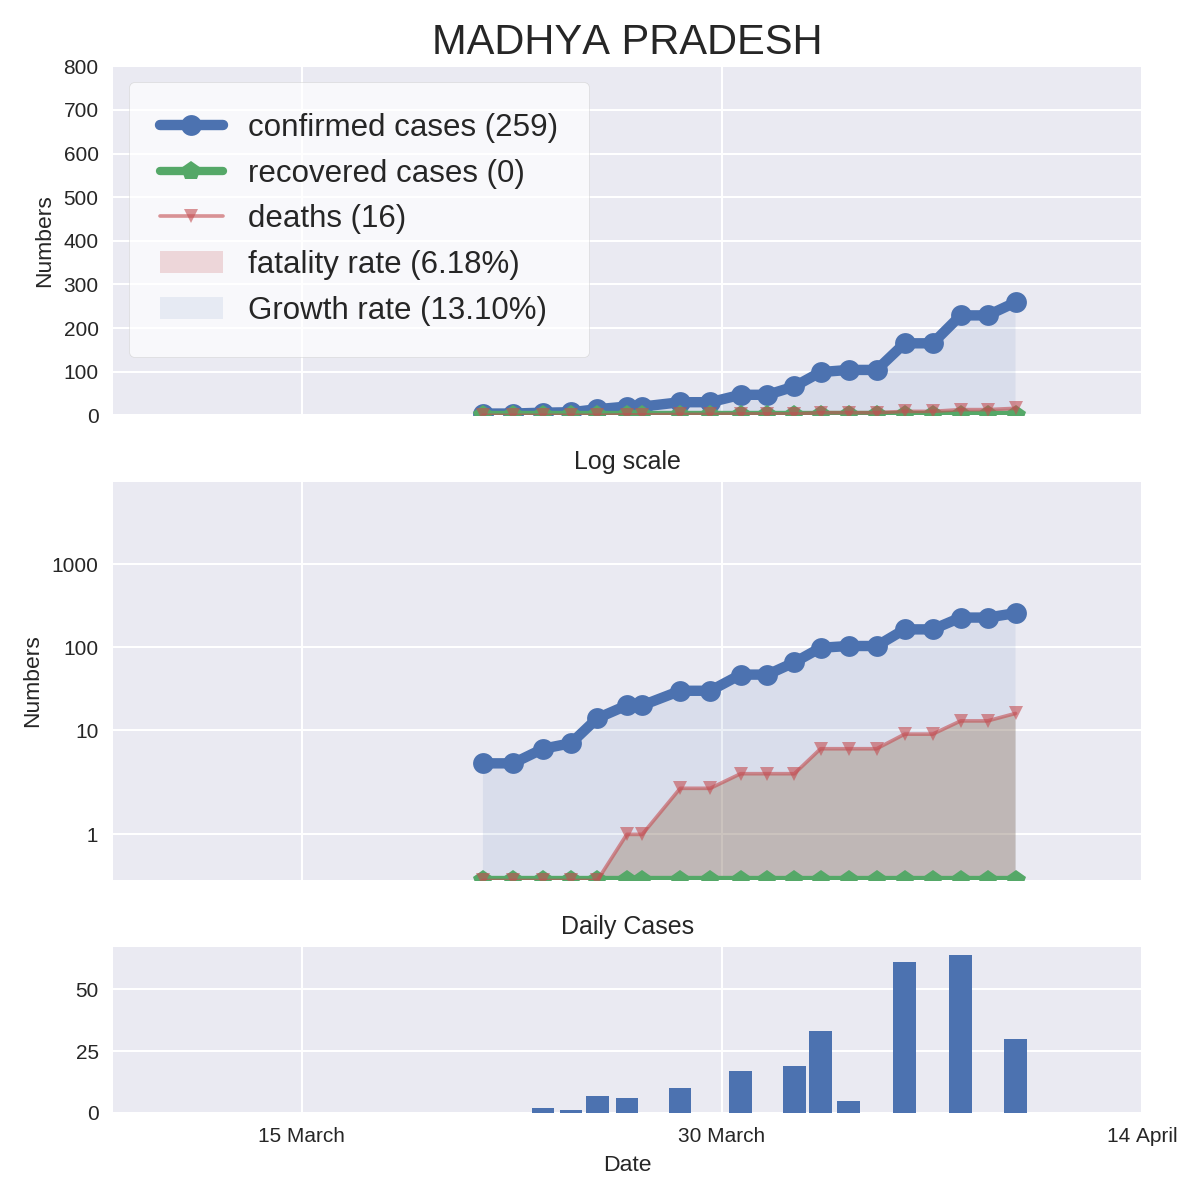 MADHYA PRADESH
800
700
600
500
400
300
200
100
0
Numbers
confirmed cases (259)
recovered cases (0)
deaths (16)
fatality rate (6.18%)
Growth rate (13.10%)
Log scale
1000
100
10
1
Numbers
Daily Cases
50
25
0
15 March
30 March
14 April
Date